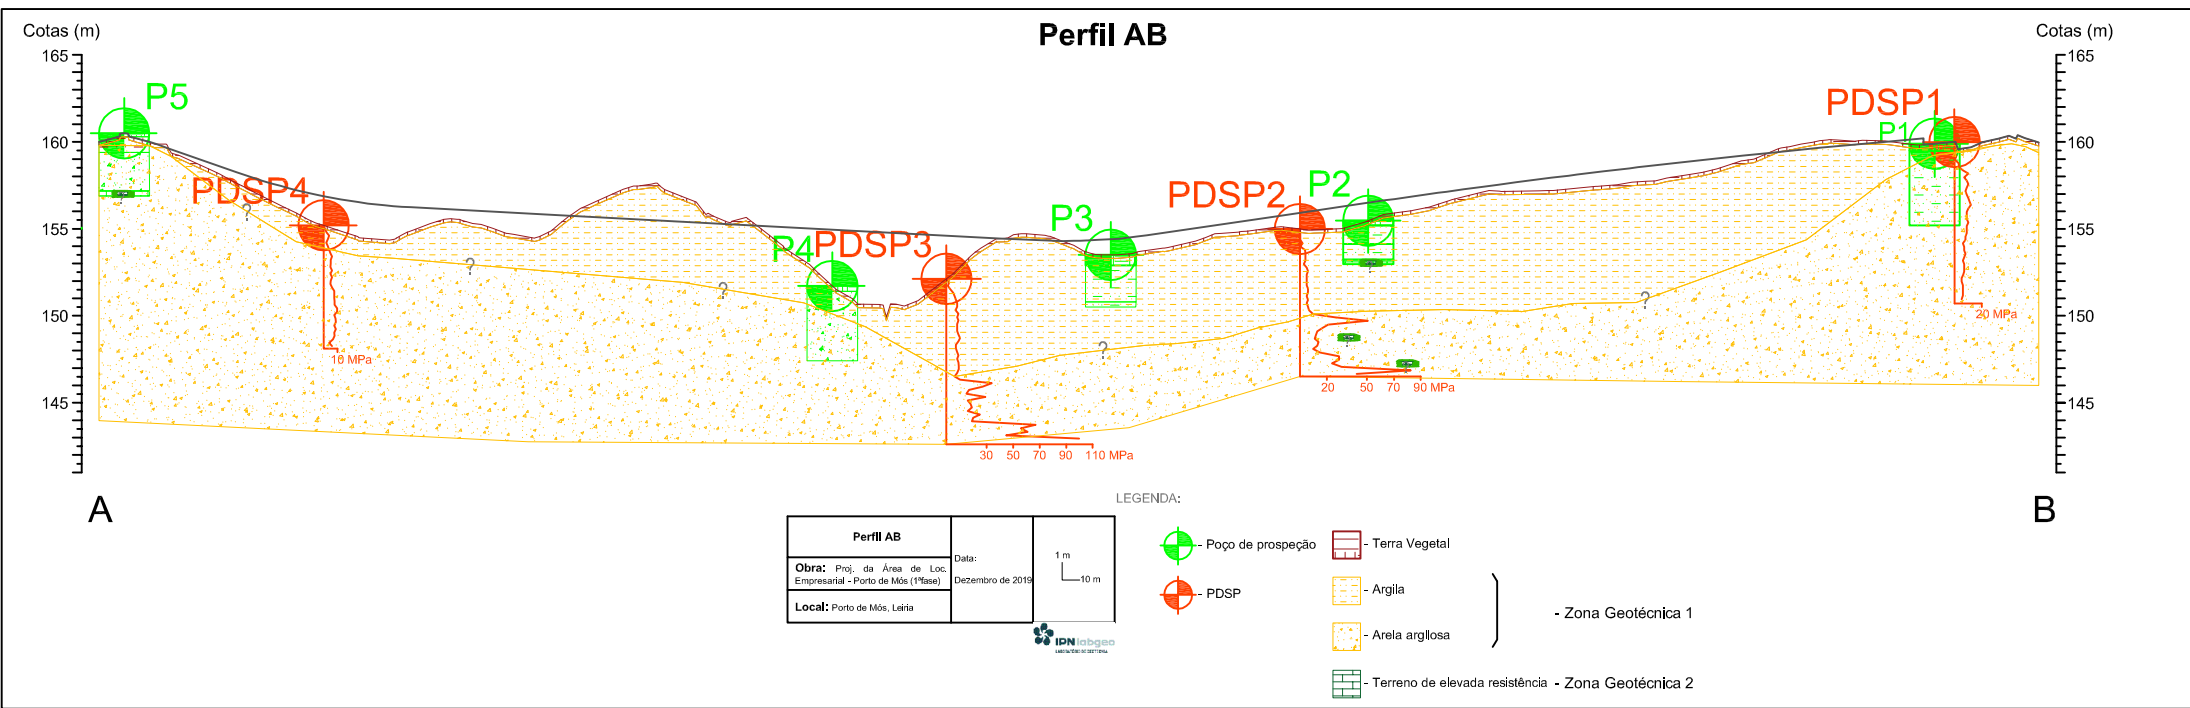 Perfil AB
Cotas (m)
Cotas (m)
165
160
155
150
145
165
160
155
150
145
P5
PDSP4
P4
PDSP3
P3
PDSP2
P2
P1
PDSP1
?
?
?
?
?
10 MPa
30 50 70 90 110 MPa
20 50 70 90 MPa
20 MPa
A
B
LEGENDA:
Perfil AB
Obra: Proj. da Área de Loc.
Empresarial - Porto de Mós (1ªfase)
Local: Porto de Mós, Leiria
Data:
Dezembro de 2019
1 m
10 m
IPNlabgeo
LABORATÓRIO DE GEOTECNIA
- Poço de prospeção
- PDSP
- Terra Vegetal
- Argila
- Areia argilosa
- Zona Geotécnica 1
- Terreno de elevada resistência - Zona Geotécnica 2